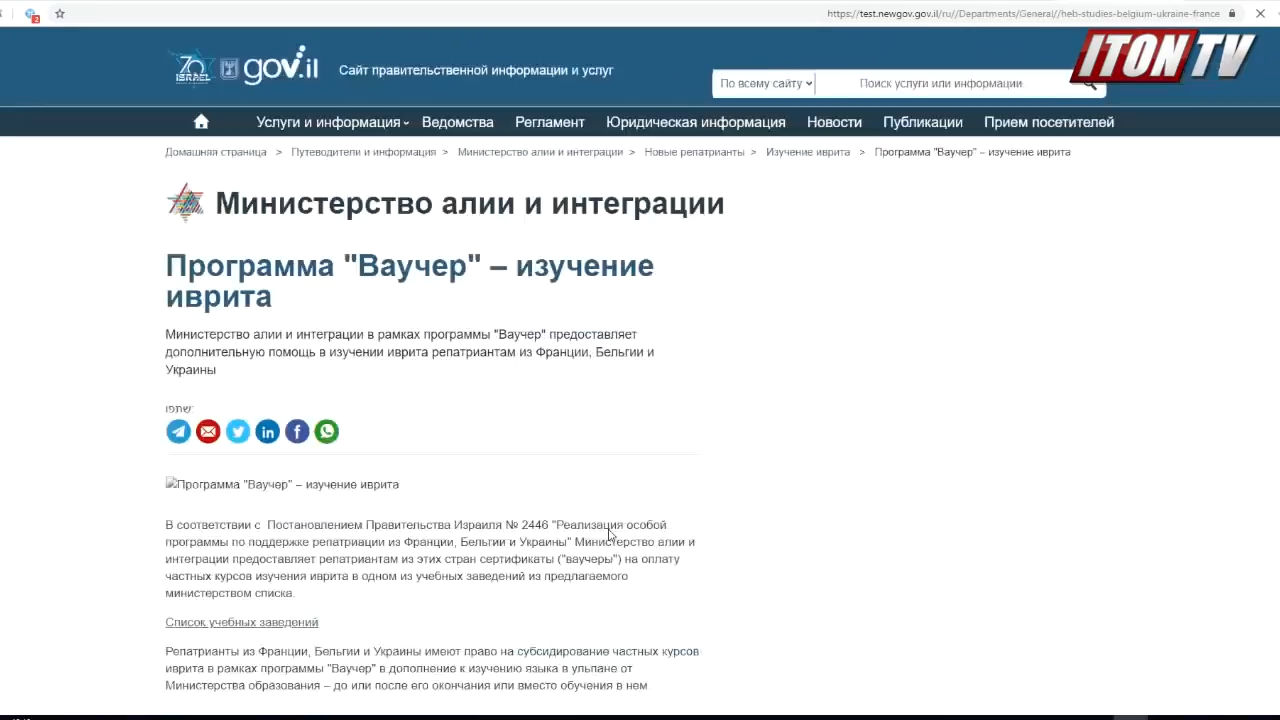 2
https://test.newgov.gov.il/ru//Departments/General//heb-studies-belgium-ukraine-france
70
ISRAEL
gov.il
Сайт правительственной информации и услуг
По всему сайту
Поиск услуги или информации
ITON TV
Услуги и информация
Ведомства
Регламент
Юридическая информация
Новости
Публикации
Прием посетителей
Домашняя страница > Путеводители и информация > Министерство алии и интеграции > Новые репатрианты > Изучение иврита > Программа "Ваучер" – изучение иврита
Министерство алии и интеграции
Программа "Ваучер" – изучение
иврита
Министерство алии и интеграции в рамках программы "Ваучер" предоставляет
дополнительную помощь в изучении иврита репатриантам из Франции, Бельгии и
Украины
שתפו:
Программа "Ваучер" – изучение иврита
В соответствии с Постановлением Правительства Израиля № 2446 "Реализация особой
программы по поддержке репатриации из Франции, Бельгии и Украины" Министерство алии и
интеграции предоставляет репатриантам из этих стран сертификаты ("ваучеры") на оплату
частных курсов изучения иврита в одном из учебных заведений из предлагаемого
министерством списка.
Список учебных заведений
Репатрианты из Франции, Бельгии и Украины имеют право на субсидирование частных курсов
иврита в рамках программы "Ваучер" в дополнение к изучению языка в ульпане от
Министерства образования – до или после его окончания или вместо обучения в нем